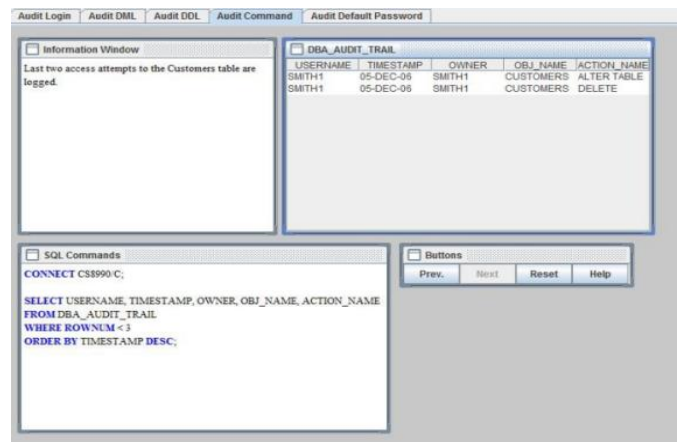 Audit Login Audit DML Audit DDL Audit Command Audit Default Password
Information Window
Last two access attempts to the Customers table are
logged.
DBA_AUDIT_TRAIL
USERNAME TIMESTAMP OWNER OBJ_NAME ACTION_NAME
SMITH1 05-DEC-06 SMITH1 CUSTOMERS ALTER TABLE
SMITH1 05-DEC-06 SMITH1 CUSTOMERS DELETE
SQL Commands
CONNECT CS8990/C;
SELECT USERNAME, TIMESTAMP, OWNER, OBJ_NAME, ACTION_NAME
FROM DBA_AUDIT_TRAIL
WHERE ROWNUM < 3
ORDER BY TIMESTAMP DESC;
Buttons
Prev. Next Reset Help